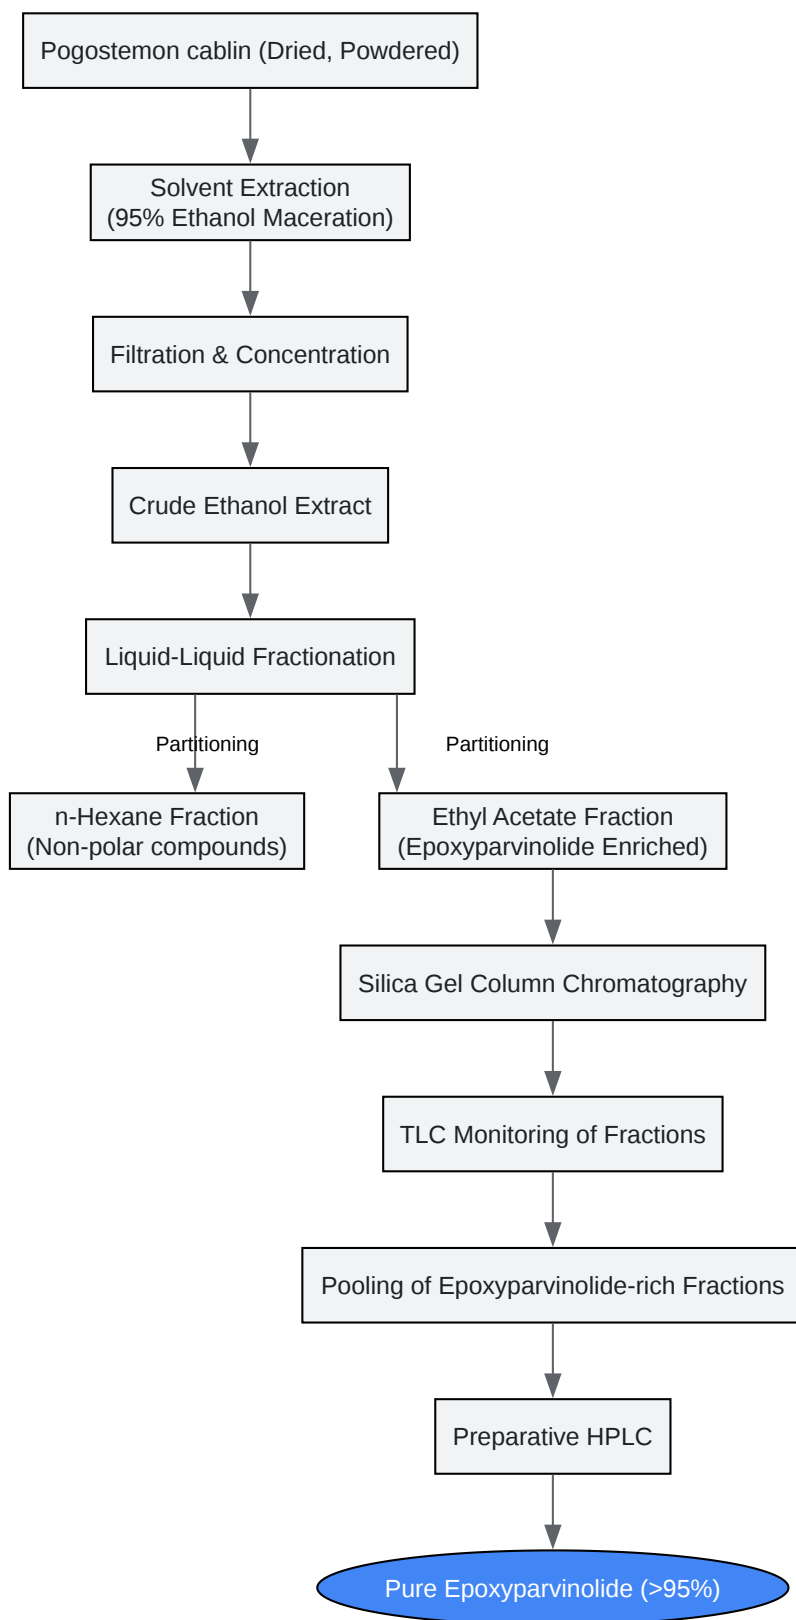 Pogostemon cablin (Dried, Powdered)
Solvent Extraction
(95% Ethanol Maceration)
Filtration & Concentration
Crude Ethanol Extract
Liquid-Liquid Fractionation
Partitioning
Partitioning
n-Hexane Fraction
(Non-polar compounds)
Ethyl Acetate Fraction
(Epoxyparvinolide Enriched)
Silica Gel Column Chromatography
TLC Monitoring of Fractions
Pooling of Epoxyparvinolide-rich Fractions
Preparative HPLC
Pure Epoxyparvinolide (>95%)